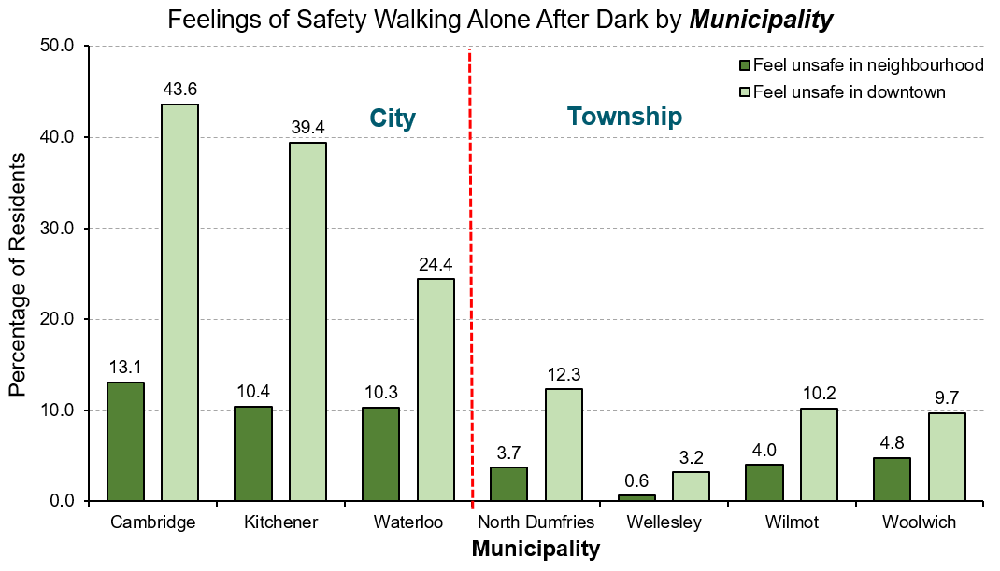 Feelings of Safety Walking Alone After Dark by Municipality
50.0
40.0
30.0
20.0
10.0
0.0
Percentage of Residents
Feel unsafe in neighbourhood
Feel unsafe in downtown
City
Township
13.1
43.6
10.4
39.4
10.3
24.4
3.7
12.3
0.6
3.2
4.0
10.2
4.8
9.7
Cambridge
Kitchener
Waterloo
North Dumfries
Wellesley
Wilmot
Woolwich
Municipality